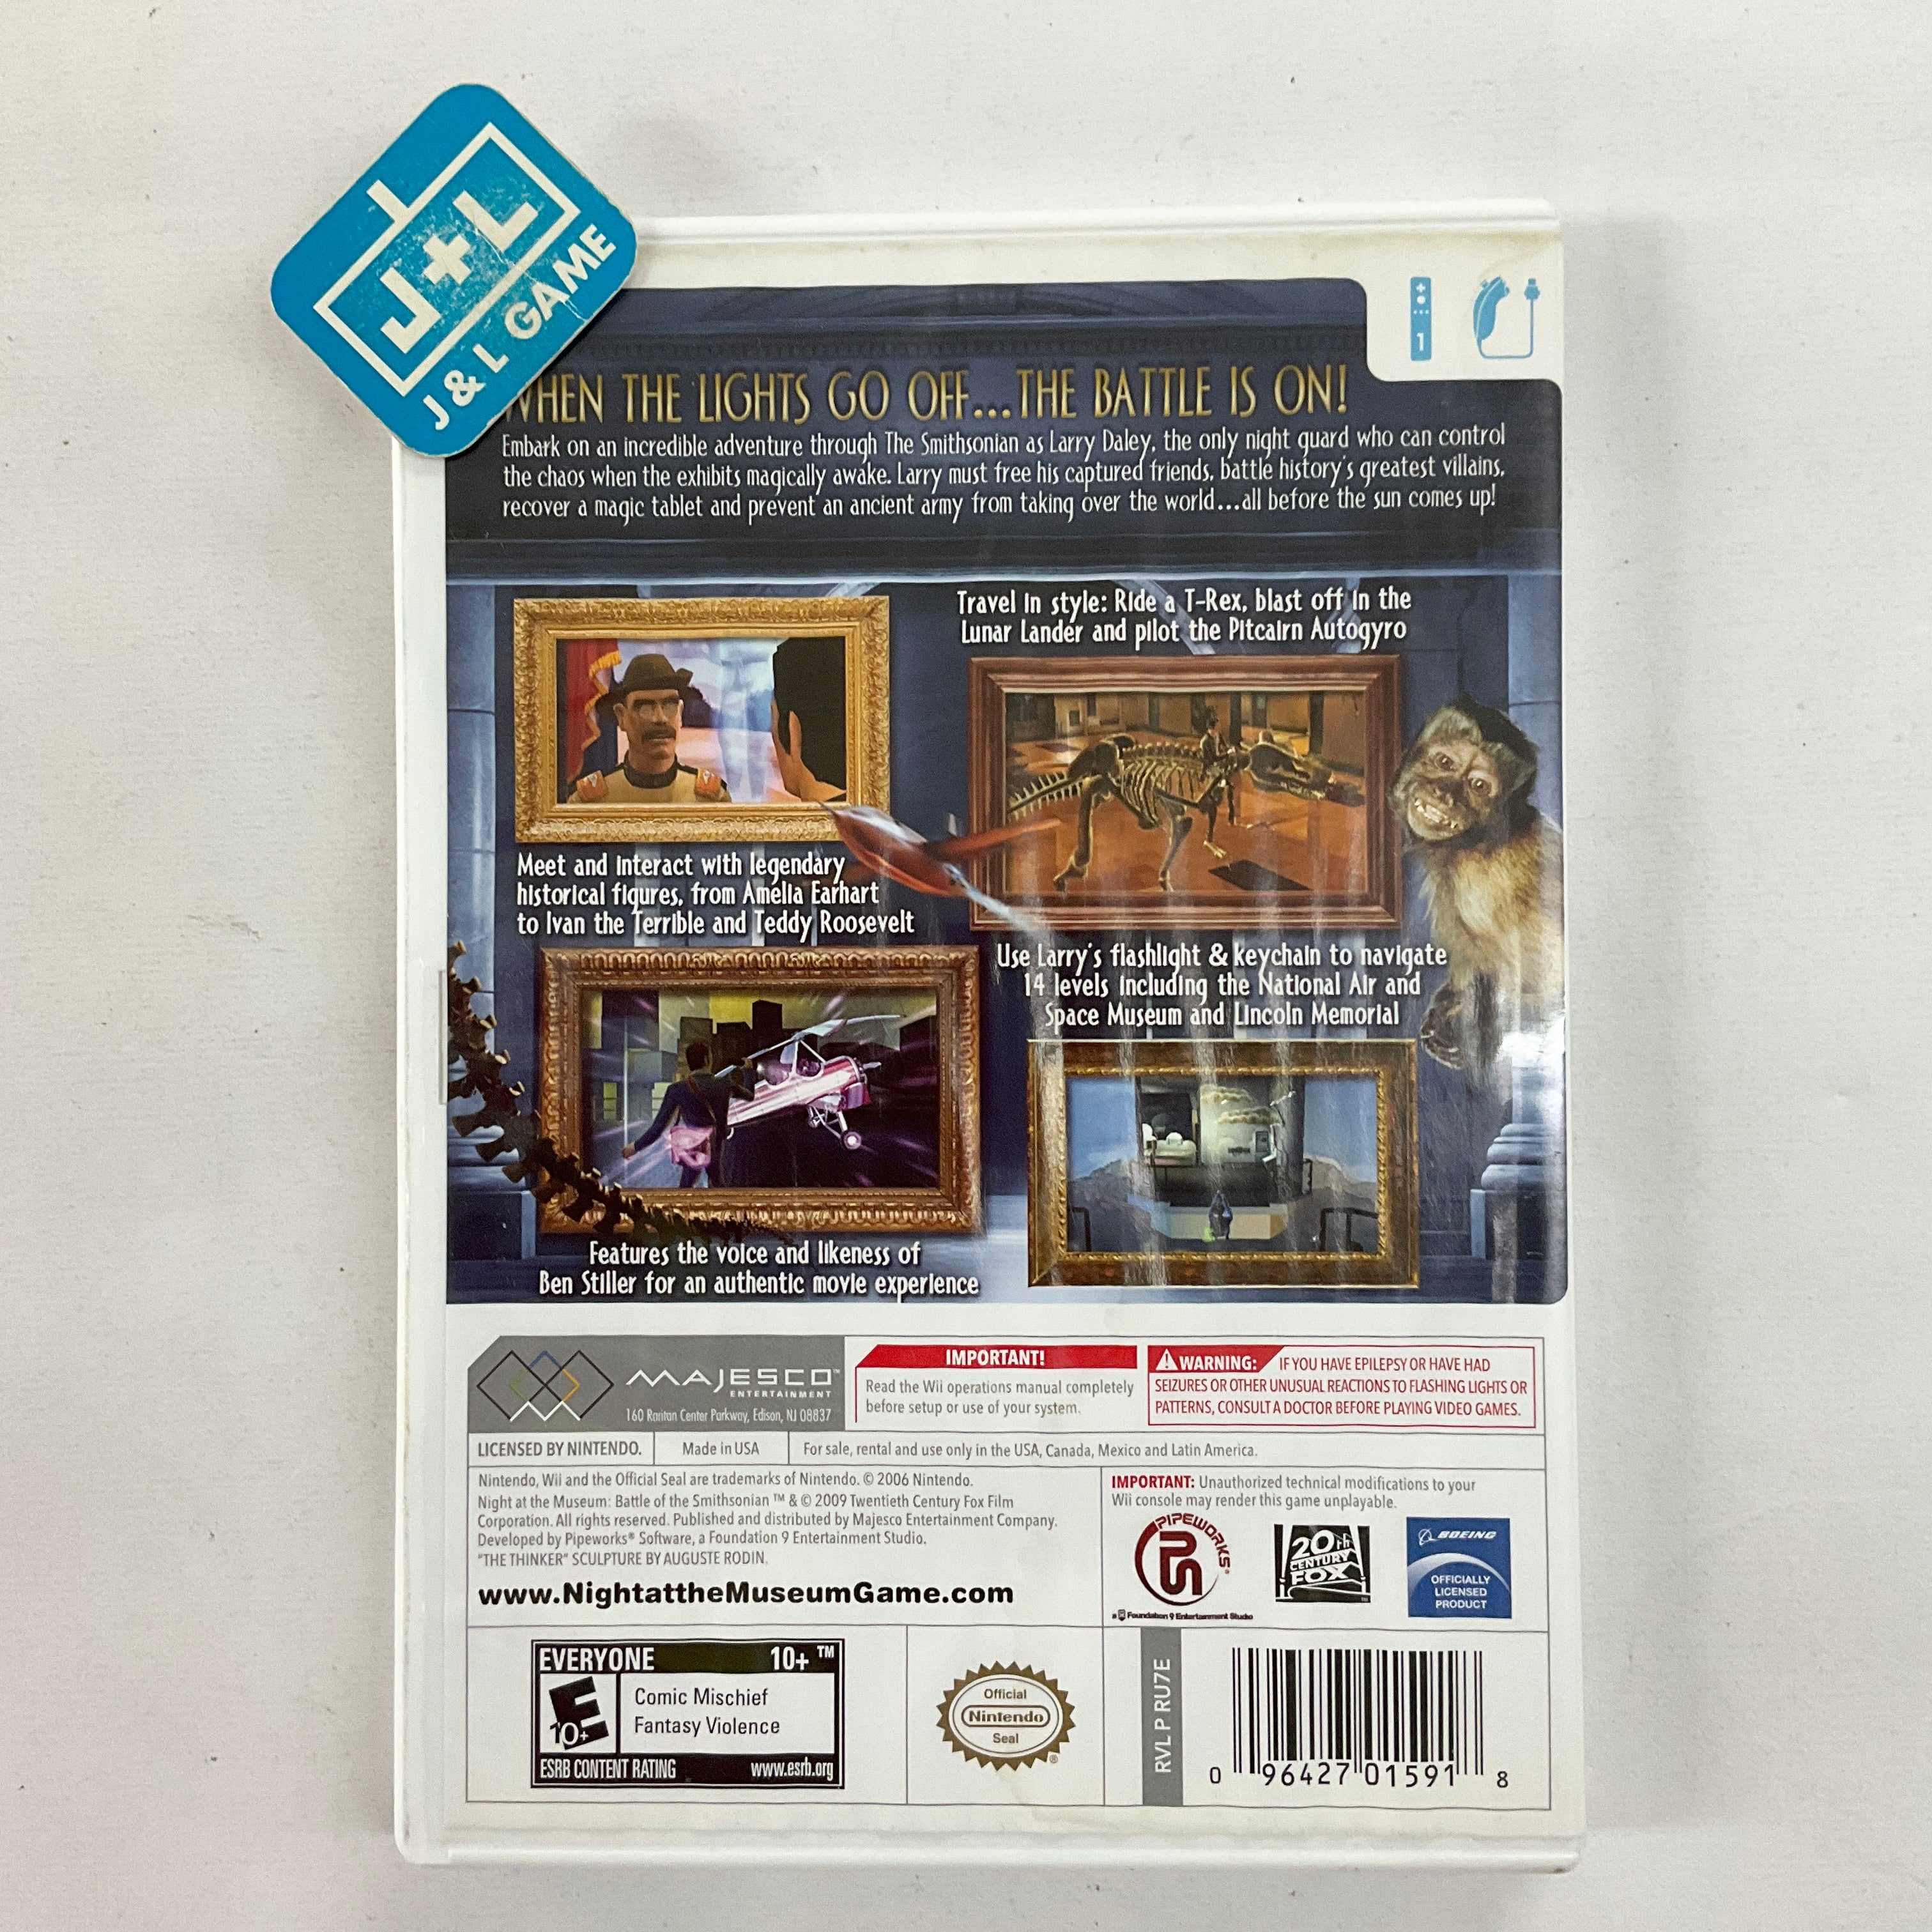 J+L
J & L GAME
1
WHEN THE LIGHTS GO OFF...THE BATTLE IS ON!
Embark on an incredible adventure through The Smithsonian as Larry Daley, the only night guard who can control
the chaos when the exhibits magically awake. Larry must free his captured friends, battle history's greatest villains,
recover a magic tablet and prevent an ancient army from taking over the world...all before the sun comes up!
Travel in style: Ride a T-Rex, blast off in the
Lunar Lander and pilot the Pitcairn Autogyro
Meet and interact with legendary
historical figures, from Amelia Earhart
to Ivan the Terrible and Teddy Roosevelt
Use Larry's flashlight & keychain to navigate
14 levels including the National Air and
Space Museum and Lincoln Memorial
Features the voice and likeness of
Ben Stiller for an authentic movie experience
MAJESCO™
ENTERTAINMENT
160 Raritan Center Parkway, Edison, NJ 08837
IMPORTANT!
Read the Wii operations manual completely
before setup or use of your system.
WARNING: IF YOU HAVE EPILEPSY OR HAVE HAD
SEIZURES OR OTHER UNUSUAL REACTIONS TO FLASHING LIGHTS OR
PATTERNS, CONSULT A DOCTOR BEFORE PLAYING VIDEO GAMES.
LICENSED BY NINTENDO.
Made in USA
For sale, rental and use only in the USA, Canada, Mexico and Latin America.
Nintendo, Wii and the Official Seal are trademarks of Nintendo. © 2006 Nintendo.
Night at the Museum: Battle of the Smithsonian ™ & © 2009 Twentieth Century Fox Film
Corporation. All rights reserved. Published and distributed by Majesco Entertainment Company.
Developed by Pipeworks® Software, a Foundation 9 Entertainment Studio.
"THE THINKER" SCULPTURE BY AUGUSTE RODIN.
www.NightattheMuseumGame.com
IMPORTANT: Unauthorized technical modifications to your
Wii console may render this game unplayable.
PIPEWORKS®
a Foundation 9 Entertainment Studio
20th
CENTURY
FOX
BOEING
OFFICIALLY
LICENSED
PRODUCT
EVERYONE 10+ ™
E
10+
Comic Mischief
Fantasy Violence
ESRB CONTENT RATING www.esrb.org
Official
Nintendo
Seal
®
RVL P RU7E
0 96427 01591 8